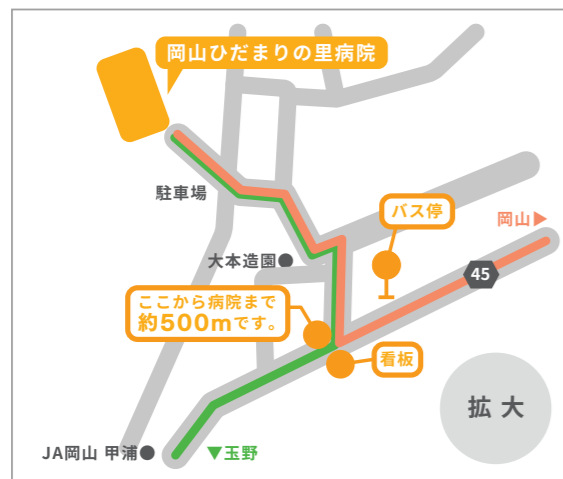 岡山ひだまりの里病院
駐車場
バス停
岡山▶
大本造園●
45
ここから病院まで
約500mです。
看板
拡大
JA岡山 甲浦●
▼玉野